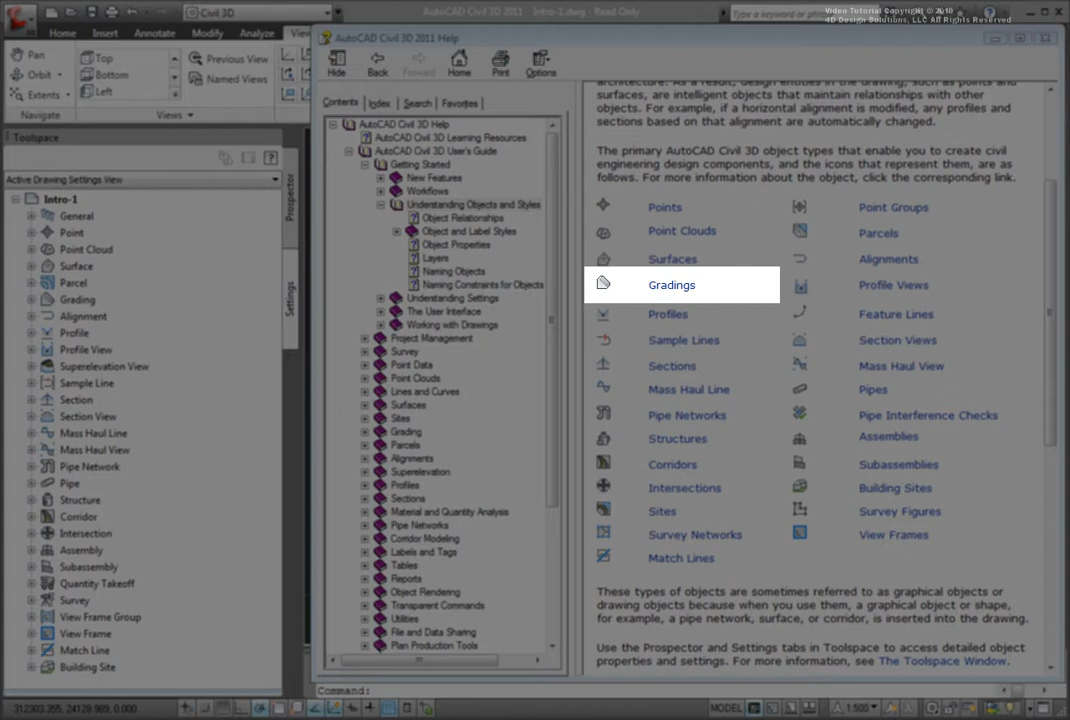 Civil 3D
AutoCAD Civil 3D 2011 - Intro-1.dwg - Read Only
Type a keyword or phrase
Video Tutorial Copyright © 2010
4D Design Solutions, LLC All Rights Reserved
Home Insert Annotate Modify Analyze View
Pan
Orbit
Extents
Navigate
Top
Bottom
Left
Previous View
Named Views
Views
Toolspace
Active Drawing Settings View
Intro-1
General
Point
Point Cloud
Surface
Parcel
Grading
Alignment
Profile
Profile View
Superelevation View
Sample Line
Section
Section View
Mass Haul Line
Mass Haul View
Pipe Network
Pipe
Structure
Corridor
Intersection
Assembly
Subassembly
Quantity Takeoff
Survey
View Frame Group
View Frame
Match Line
Building Site
Prospector
Settings
AutoCAD Civil 3D 2011 Help
Hide Back Forward Home Print Options
Contents Index Search Favorites
AutoCAD Civil 3D Help
AutoCAD Civil 3D Learning Resources
AutoCAD Civil 3D User's Guide
Getting Started
New Features
Workflows
Understanding Objects and Styles
Object Relationships
Object and Label Styles
Object Properties
Layers
Naming Objects
Naming Constraints for Objects
Understanding Settings
The User Interface
Working with Drawings
Project Management
Survey
Point Data
Point Clouds
Lines and Curves
Surfaces
Sites
Grading
Parcels
Alignments
Superelevation
Profiles
Sections
Material and Quantity Analysis
Pipe Networks
Corridor Modeling
Labels and Tags
Tables
Reports
Object Rendering
Transparent Commands
Utilities
File and Data Sharing
Plan Production Tools
architecture. As a result, design entities in the drawing, such as points and
surfaces, are intelligent objects that maintain relationships with other
objects. For example, if a horizontal alignment is modified, any profiles and
sections based on that alignment are automatically changed.
The primary AutoCAD Civil 3D object types that enable you to create civil
engineering design components, and the icons that represent them, are as
follows. For more information about the object, click the corresponding link.
Points Point Groups
Point Clouds Parcels
Surfaces Alignments
Gradings Profile Views
Profiles Feature Lines
Sample Lines Section Views
Sections Mass Haul View
Mass Haul Line Pipes
Pipe Networks Pipe Interference Checks
Structures Assemblies
Corridors Subassemblies
Intersections Building Sites
Sites Survey Figures
Survey Networks View Frames
Match Lines
These types of objects are sometimes referred to as graphical objects or
drawing objects because when you use them, a graphical object or shape,
for example, a pipe network, surface, or corridor, is inserted into the drawing.
Use the Prospector and Settings tabs in Toolspace to access detailed object
properties and settings. For more information, see The Toolspace Window.
Command:
312303.355, 24128.989, 0.000
MODEL
1:500